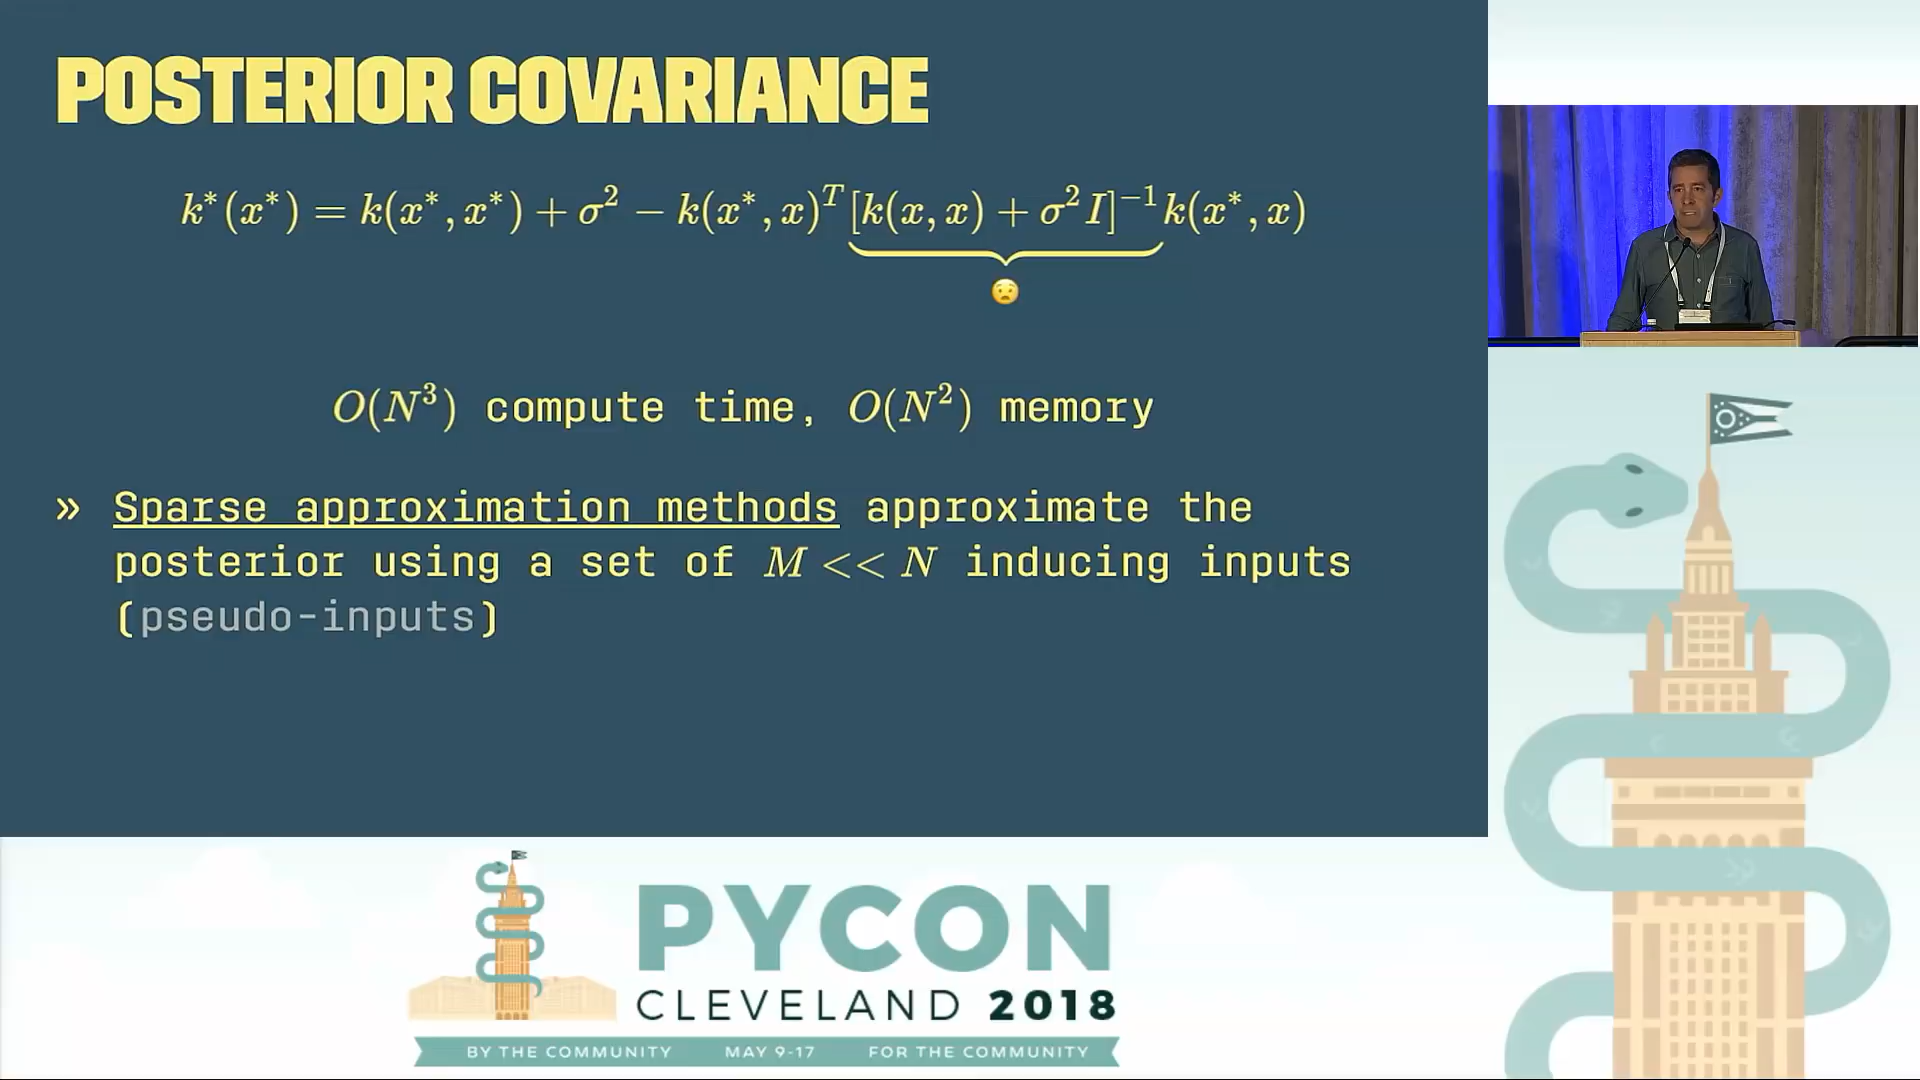 POSTERIOR COVARIANCE
k*(x*) = k(x*, x*) + σ² − k(x*, x)ᵀ[k(x, x) + σ²I]⁻¹k(x*, x)
😟
O(N³) compute time, O(N²) memory
» Sparse approximation methods approximate the
posterior using a set of M << N inducing inputs
(pseudo-inputs)
PYCON
CLEVELAND 2018
BY THE COMMUNITY MAY 9-17 FOR THE COMMUNITY